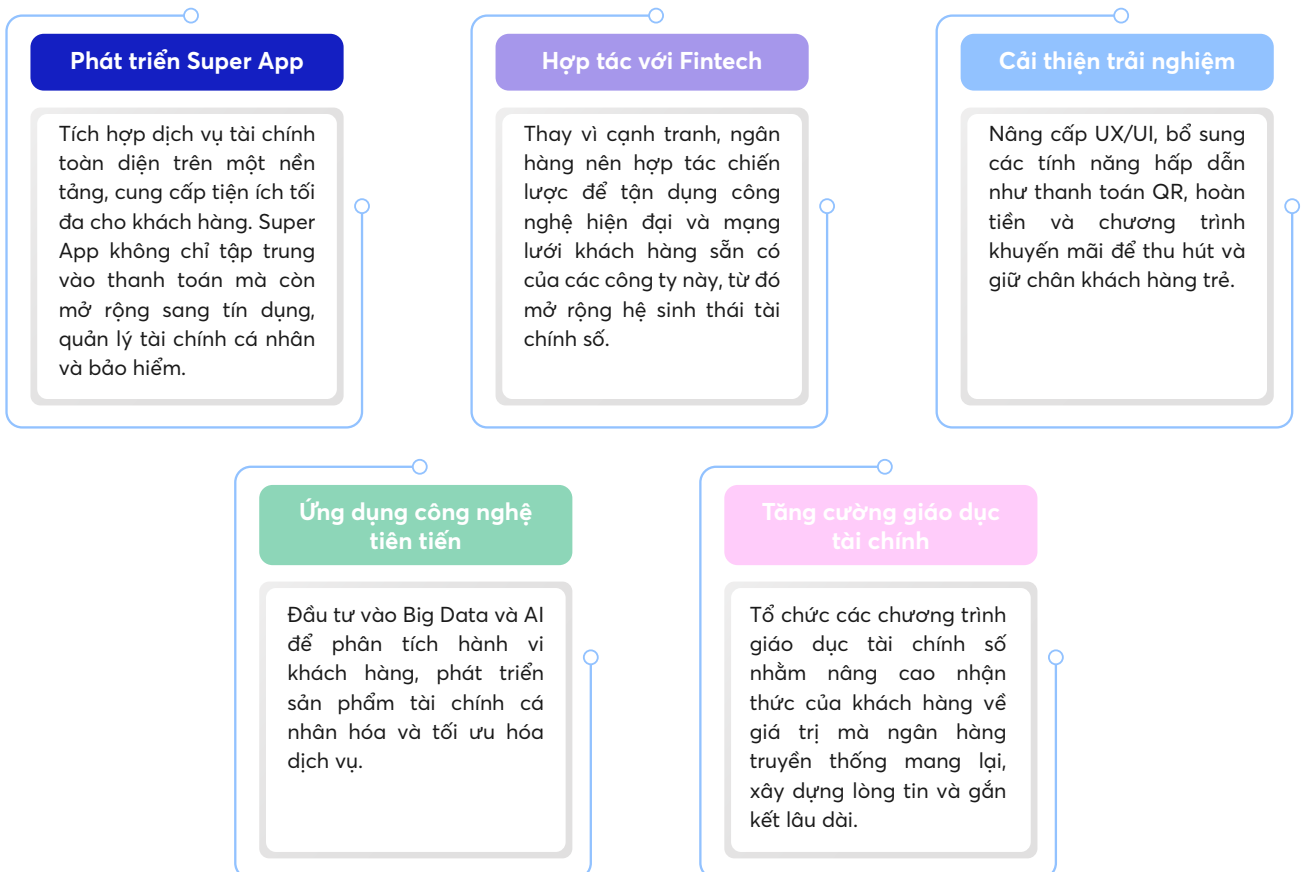 Phát triển Super App
Tích hợp dịch vụ tài chính
toàn diện trên một nền
tảng, cung cấp tiện ích tối
đa cho khách hàng. Super
App không chỉ tập trung
vào thanh toán mà còn
mở rộng sang tín dụng,
quản lý tài chính cá nhân
và bảo hiểm.
Hợp tác với Fintech
Thay vì cạnh tranh, ngân
hàng nên hợp tác chiến
lược để tận dụng công
nghệ hiện đại và mạng
lưới khách hàng sẵn có
của các công ty này, từ đó
mở rộng hệ sinh thái tài
chính số.
Cải thiện trải nghiệm
Nâng cấp UX/UI, bổ sung
các tính năng hấp dẫn
như thanh toán QR, hoàn
tiền và chương trình
khuyến mãi để thu hút và
giữ chân khách hàng trẻ.
Ứng dụng công nghệ
tiên tiến
Đầu tư vào Big Data và AI
để phân tích hành vi
khách hàng, phát triển
sản phẩm tài chính cá
nhân hóa và tối ưu hóa
dịch vụ.
Tăng cường giáo dục
tài chính
Tổ chức các chương trình
giáo dục tài chính số
nhằm nâng cao nhận
thức của khách hàng về
giá trị mà ngân hàng
truyền thống mang lại,
xây dựng lòng tin và gắn
kết lâu dài.